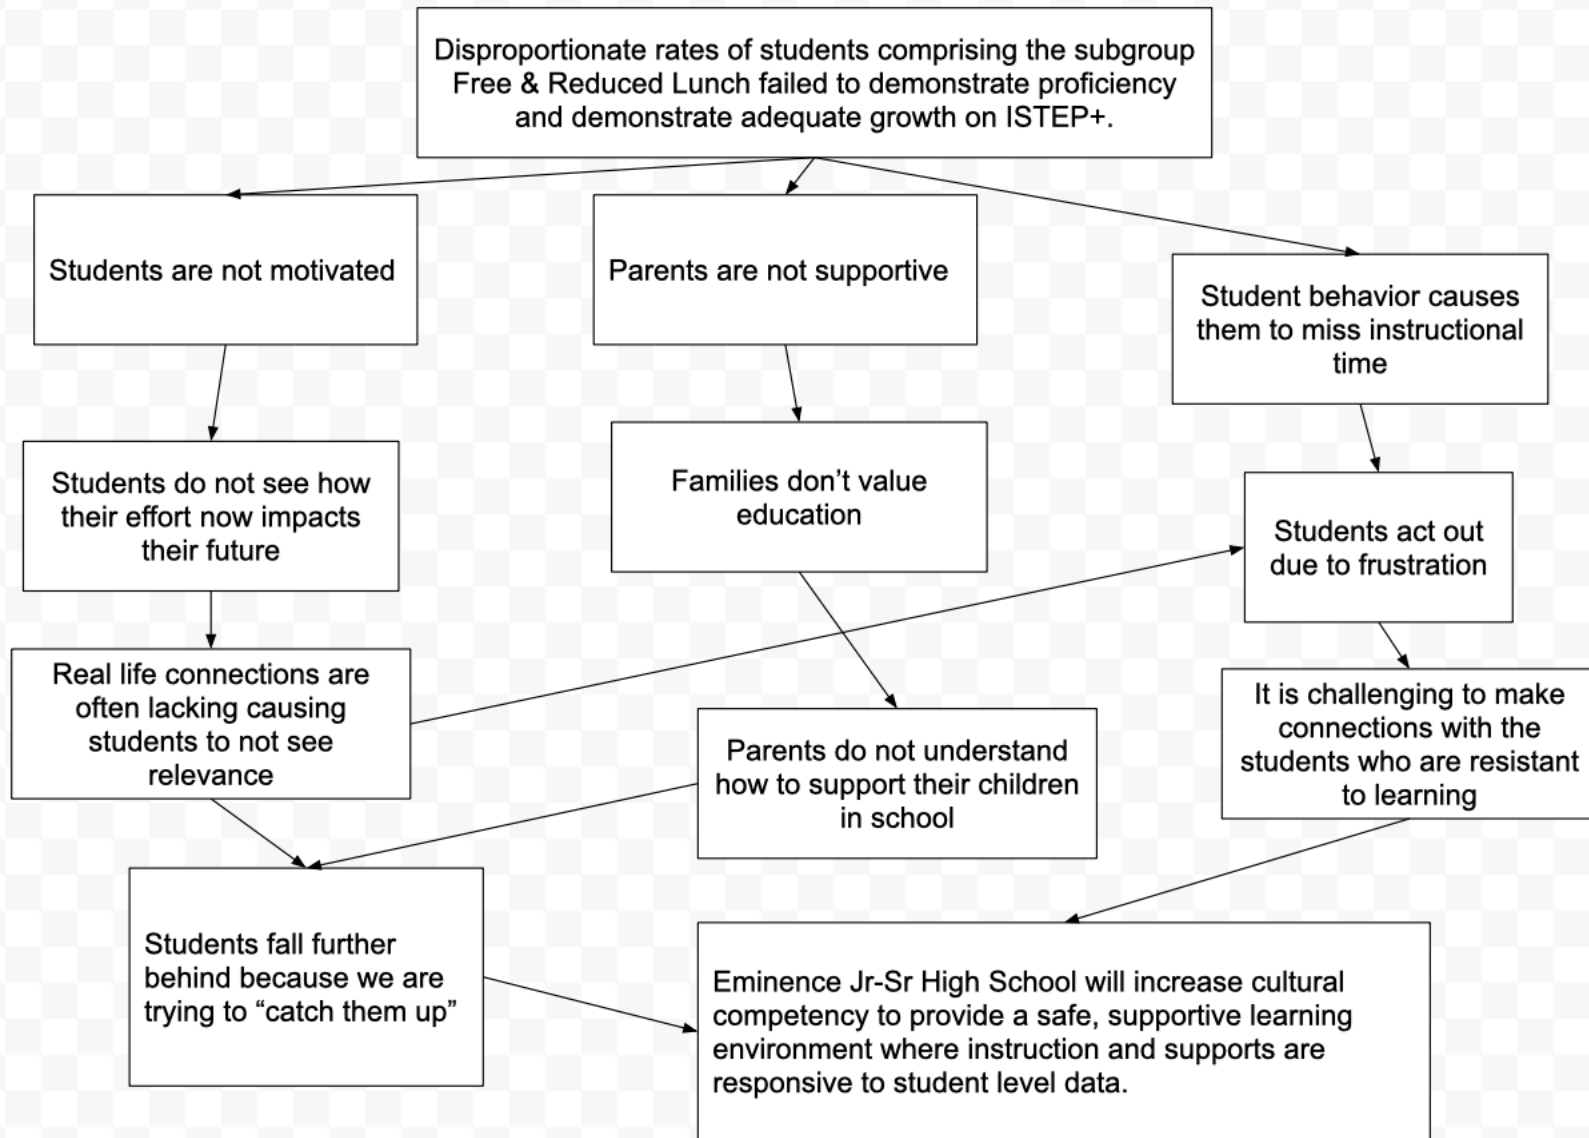 Disproportionate rates of students comprising the subgroup
Free & Reduced Lunch failed to demonstrate proficiency
and demonstrate adequate growth on ISTEP+.
Students are not motivated
Parents are not supportive
Student behavior causes
them to miss instructional
time
Students do not see how
their effort now impacts
their future
Families don’t value
education
Students act out
due to frustration
Real life connections are
often lacking causing
students to not see
relevance
Parents do not understand
how to support their children
in school
It is challenging to make
connections with the
students who are resistant
to learning
Students fall further
behind because we are
trying to “catch them up”
Eminence Jr-Sr High School will increase cultural
competency to provide a safe, supportive learning
environment where instruction and supports are
responsive to student level data.